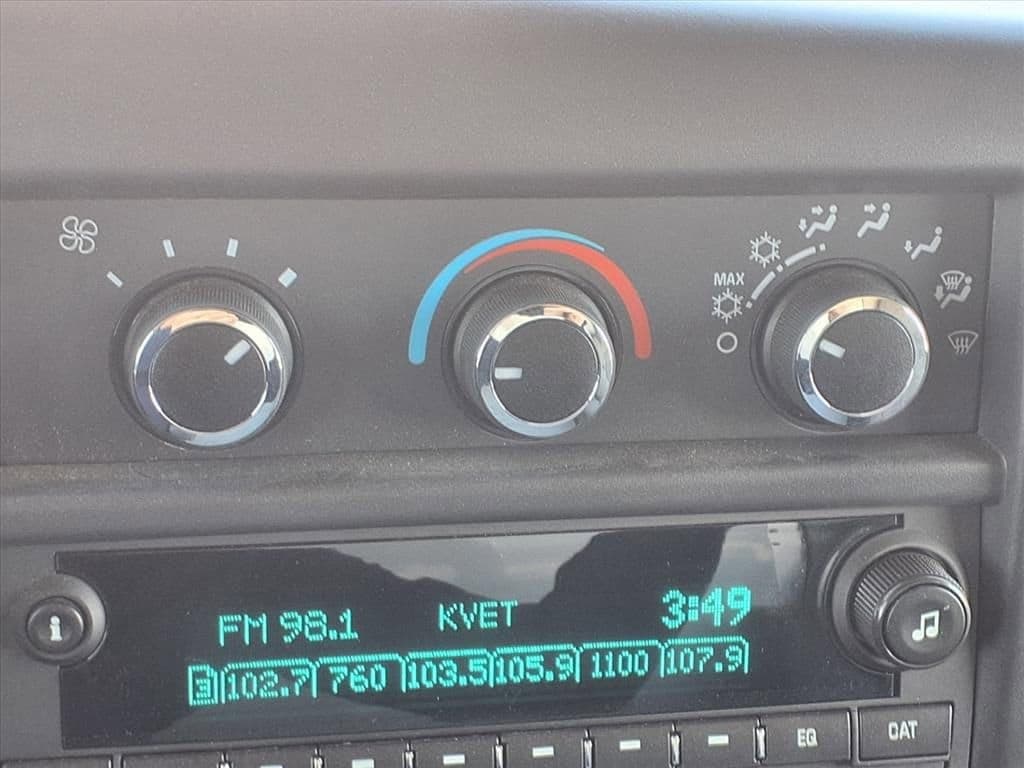 MAX
FM 98.1 KVET 3:49
3 102.7 760 103.5 105.9 1100 107.9
i
EQ CAT